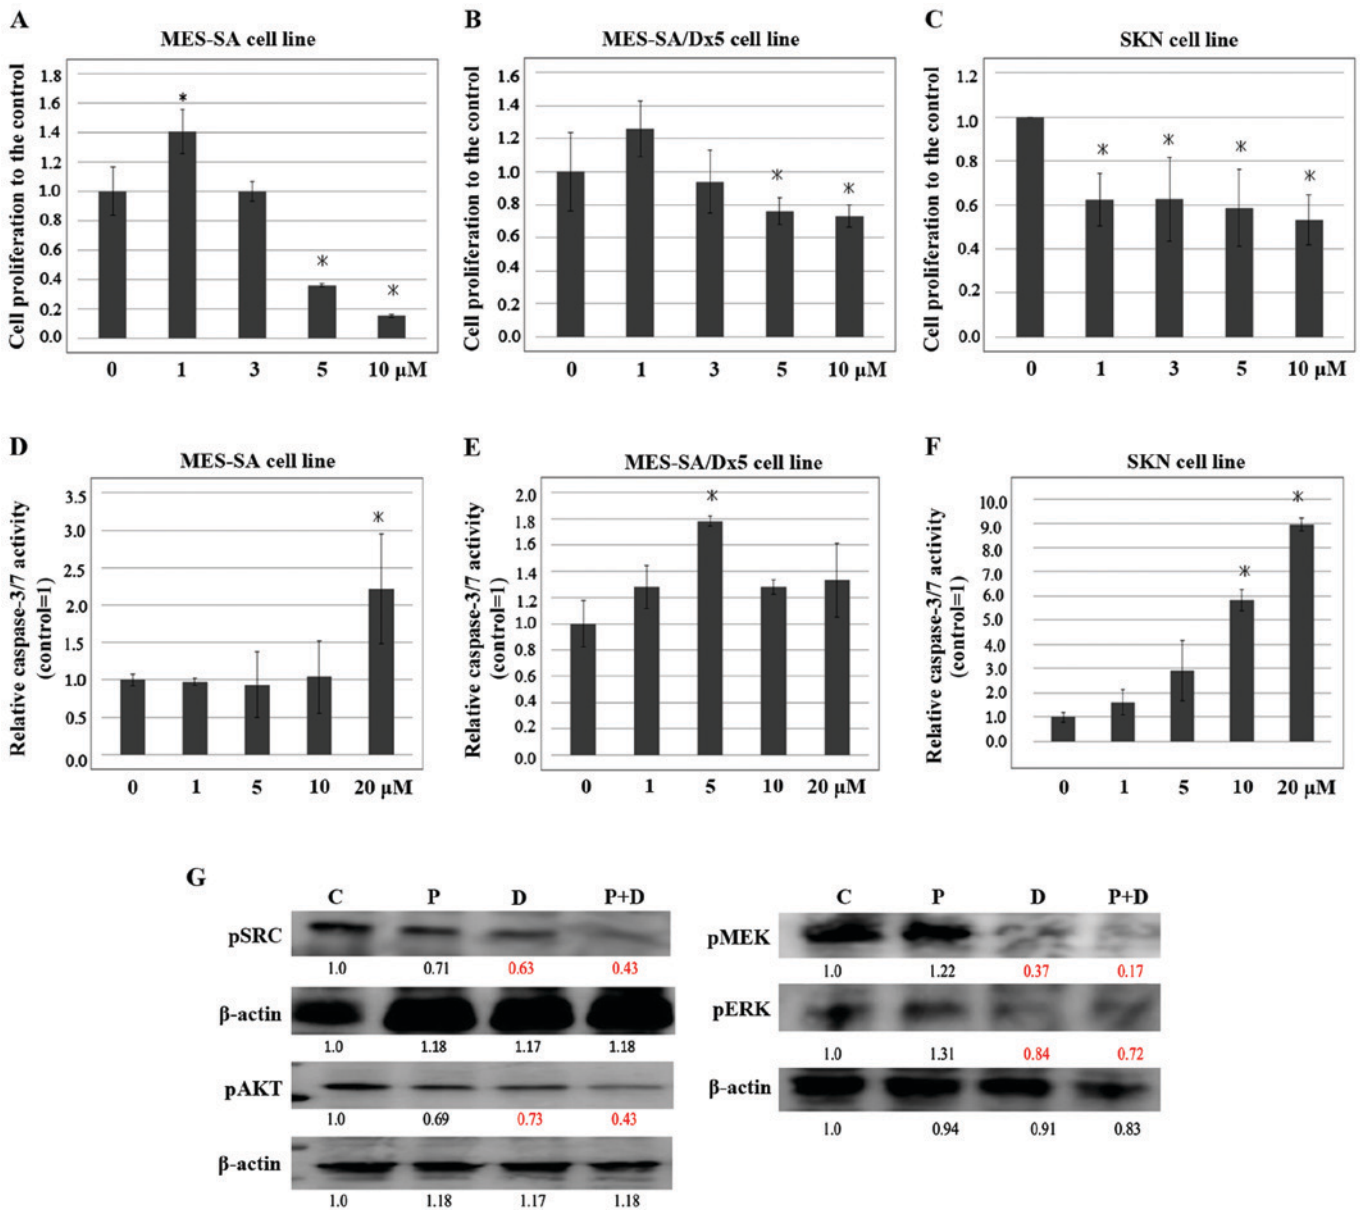 A
MES-SA cell line
Cell proliferation to the control
1.8
1.6
1.4
1.2
1.0
0.8
0.6
0.4
0.2
0.0
*
*
*
0 1 3 5 10 μM
B
MES-SA/Dx5 cell line
Cell proliferation to the control
1.6
1.4
1.2
1.0
0.8
0.6
0.4
0.2
0.0
*
*
0 1 3 5 10 μM
C
SKN cell line
Cell proliferation to the control
1.2
1.0
0.8
0.6
0.4
0.2
0.0
*
*
*
*
0 1 3 5 10 μM
D
MES-SA cell line
Relative caspase-3/7 activity
(control=1)
3.5
3.0
2.5
2.0
1.5
1.0
0.5
0.0
*
0 1 5 10 20 μM
E
MES-SA/Dx5 cell line
Relative caspase-3/7 activity
(control=1)
2.0
1.8
1.6
1.4
1.2
1.0
0.8
0.6
0.4
0.2
0.0
*
0 1 5 10 20 μM
F
SKN cell line
Relative caspase-3/7 activity
(control=1)
10.0
9.0
8.0
7.0
6.0
5.0
4.0
3.0
2.0
1.0
0.0
*
*
0 1 5 10 20 μM
G
C P D P+D
pSRC
1.0 0.71 0.63 0.43
β-actin
1.0 1.18 1.17 1.18
pAKT
1.0 0.69 0.73 0.43
β-actin
1.0 1.18 1.17 1.18
C P D P+D
pMEK
1.0 1.22 0.37 0.17
pERK
1.0 1.31 0.84 0.72
β-actin
1.0 0.94 0.91 0.83